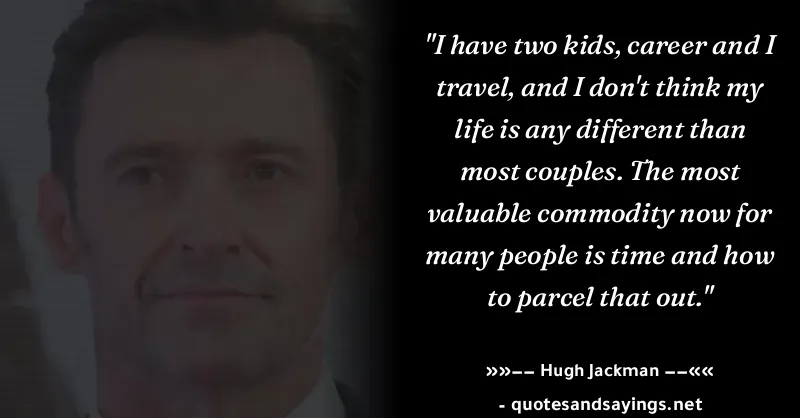 "I have two kids, career and I
travel, and I don't think my
life is any different than
most couples. The most
valuable commodity now for
many people is time and how
to parcel that out."
»»–– Hugh Jackman ––««
- quotesandsayings.net